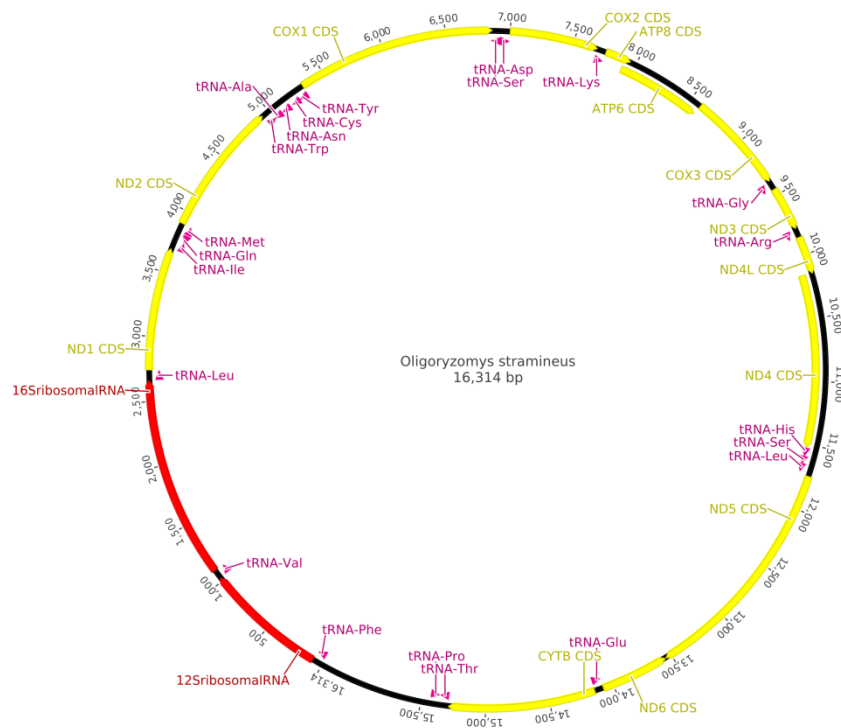 Oligoryzomys stramineus
16,314 bp
COX1 CDS
6,000
6,500
7,000
7,500
COX2 CDS
ATP8 CDS
8,000
8,500
ATP6 CDS
tRNA-Asp
tRNA-Ser
tRNA-Lys
9,000
COX3 CDS
9,500
tRNA-Gly
ND3 CDS
tRNA-Arg
10,000
ND4L CDS
10,500
ND4 CDS
11,000
tRNA-His
tRNA-Ser
tRNA-Leu
11,500
ND5 CDS
12,000
12,500
13,000
13,500
ND6 CDS
14,000
tRNA-Glu
CYTB CDS
14,500
15,000
15,500
tRNA-Pro
tRNA-Thr
16,314
tRNA-Phe
12SribosomalRNA
500
1,000
tRNA-Val
1,500
2,000
2,500
16SribosomalRNA
tRNA-Leu
ND1 CDS
3,000
3,500
tRNA-Met
tRNA-Gln
tRNA-Ile
4,000
ND2 CDS
4,500
5,000
tRNA-Ala
tRNA-Tyr
tRNA-Cys
tRNA-Asn
tRNA-Trp
5,500